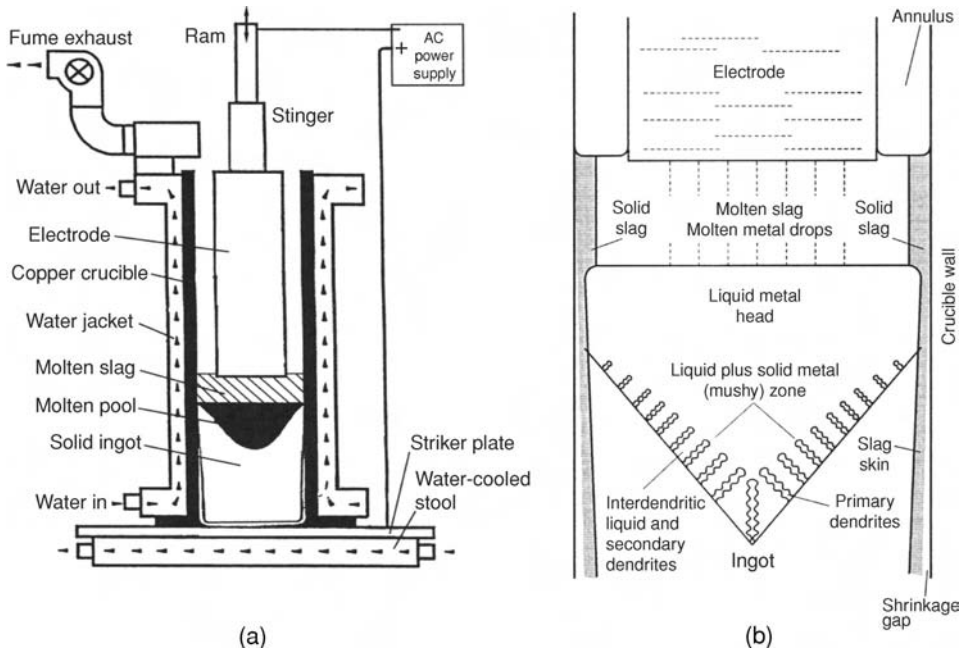 Ram
Fume exhaust
AC
power
supply
+
Stinger
Water out
Electrode
Copper crucible
Water jacket
Molten slag
Molten pool
Solid ingot
Water in
Striker plate
Water-cooled
stool
(a)
Annulus
Electrode
Solid
slag
Molten slag
Molten metal drops
Solid
slag
Crucible wall
Liquid metal
head
Liquid plus solid metal
(mushy) zone
Slag
skin
Interdendritic
liquid and
secondary
dendrites
Primary
dendrites
Ingot
Shrinkage
gap
(b)